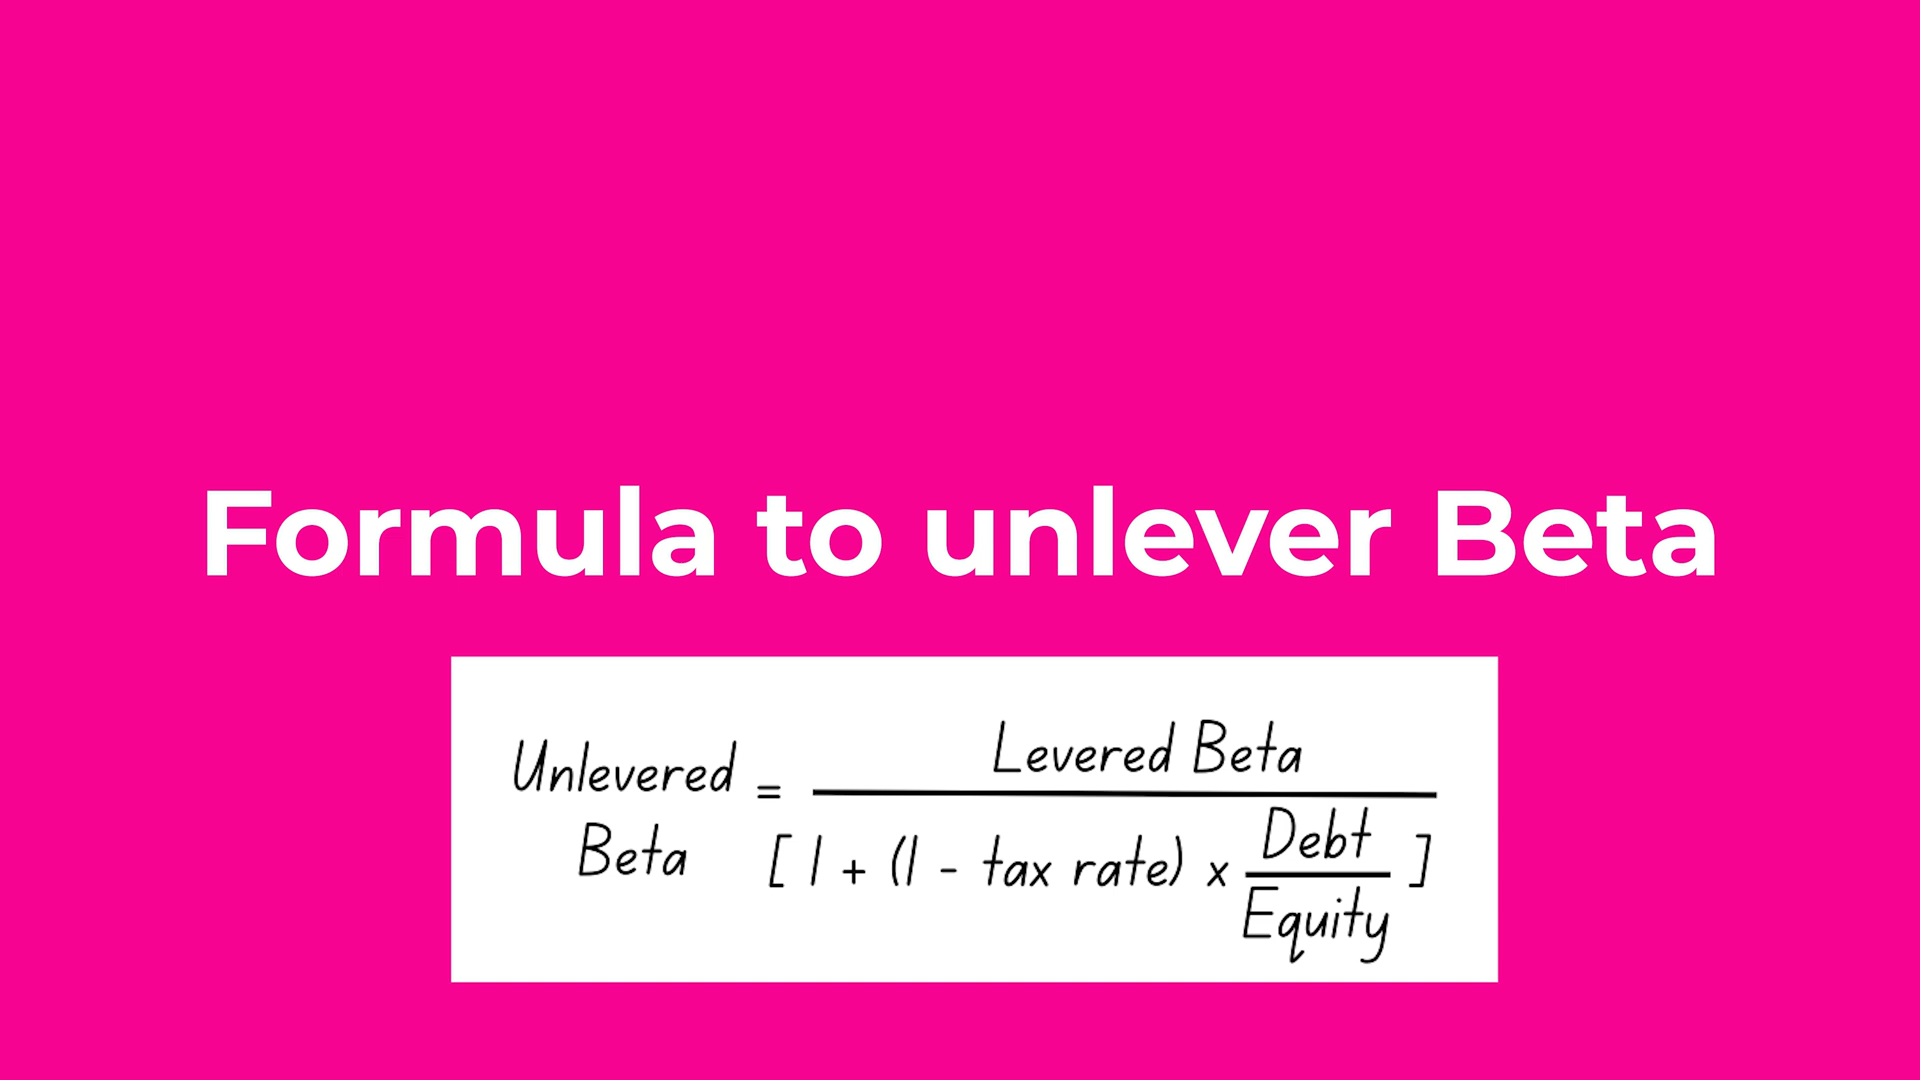 Formula to unlever Beta
Unlevered Beta = Levered Beta
[ 1 + (1 - tax rate) x Debt
Equity ]